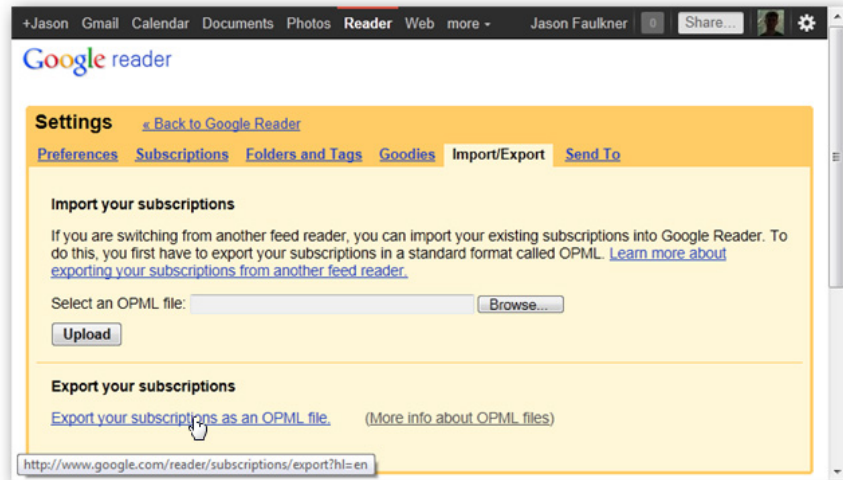 +Jason Gmail Calendar Documents Photos Reader Web more Jason Faulkner 0 Share...
Google reader
Settings « Back to Google Reader
Preferences Subscriptions Folders and Tags Goodies Import/Export Send To
Import your subscriptions
If you are switching from another feed reader, you can import your existing subscriptions into Google Reader. To
do this, you first have to export your subscriptions in a standard format called OPML. Learn more about
exporting your subscriptions from another feed reader.
Select an OPML file: Browse...
Upload
Export your subscriptions
Export your subscriptions as an OPML file. (More info about OPML files)
http://www.google.com/reader/subscriptions/export?hl=en